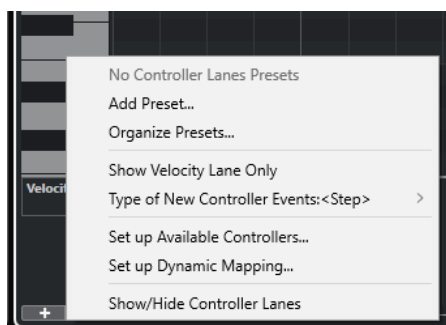 No Controller Lanes Presets
Add Preset...
Organize Presets...
Show Velocity Lane Only
Type of New Controller Events:<Step>
Set up Available Controllers...
Set up Dynamic Mapping...
Show/Hide Controller Lanes